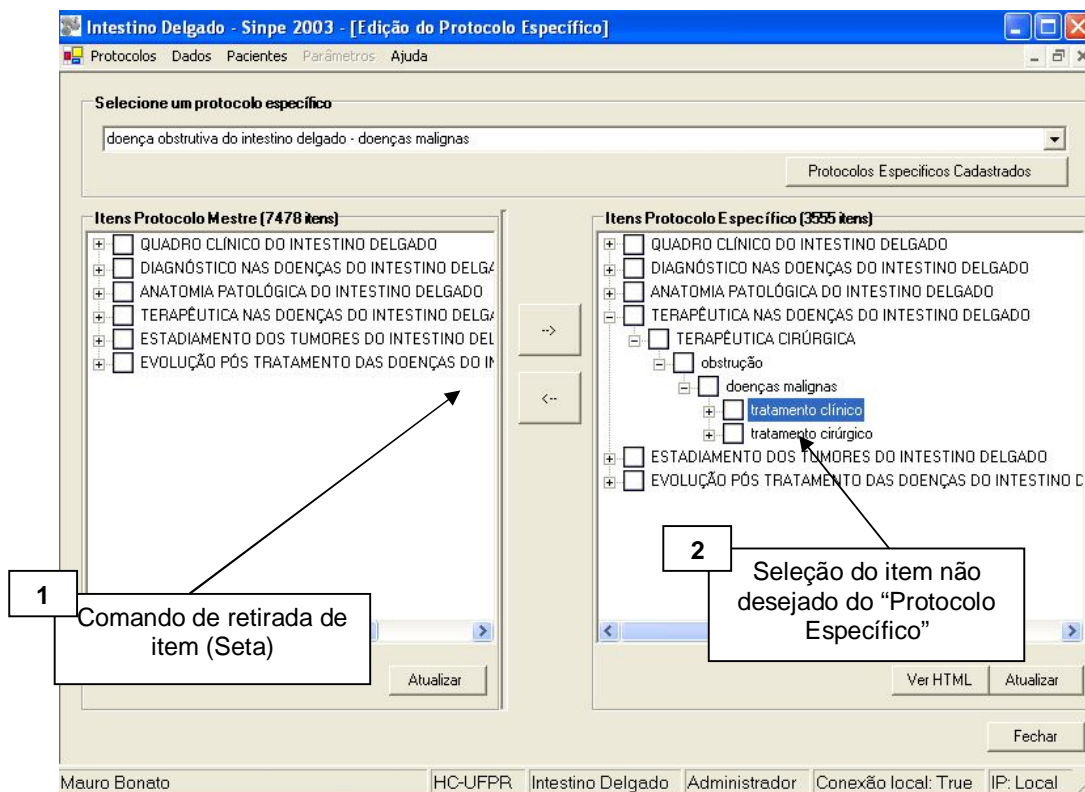 Intestino Delgado - Sinpe 2003 - [Edição do Protocolo Específico]
Protocolos Dados Pacientes Parâmetros Ajuda
Selecione um protocolo específico
doença obstrutiva do intestino delgado - doenças malignas
Protocolos Especificos Cadastrados
Itens Protocolo Mestre (7478 itens)
QUADRO CLÍNICO DO INTESTINO DELGADO
DIAGNÓSTICO NAS DOENÇAS DO INTESTINO DELGA
ANATOMIA PATOLÓGICA DO INTESTINO DELGADO
TERAPÊUTICA NAS DOENÇAS DO INTESTINO DELGA
ESTADIAMENTO DOS TUMORES DO INTESTINO DEL
EVOLUÇÃO PÓS TRATAMENTO DAS DOENÇAS DO IN
-->
<--
Itens Protocolo Específico (3555 itens)
QUADRO CLÍNICO DO INTESTINO DELGADO
DIAGNÓSTICO NAS DOENÇAS DO INTESTINO DELGADO
ANATOMIA PATOLÓGICA DO INTESTINO DELGADO
TERAPÊUTICA NAS DOENÇAS DO INTESTINO DELGADO
TERAPÊUTICA CIRÚRGICA
obstrução
doenças malignas
tratamento clínico
tratamento cirúrgico
ESTADIAMENTO DOS TUMORES DO INTESTINO DELGADO
EVOLUÇÃO PÓS TRATAMENTO DAS DOENÇAS DO INTESTINO D
1
Comando de retirada de
item (Seta)
2
Seleção do item não
desejado do “Protocolo
Específico”
Atualizar
Ver HTML Atualizar
Fechar
Mauro Bonato HC-UFPR Intestino Delgado Administrador Conexão local: True IP: Local